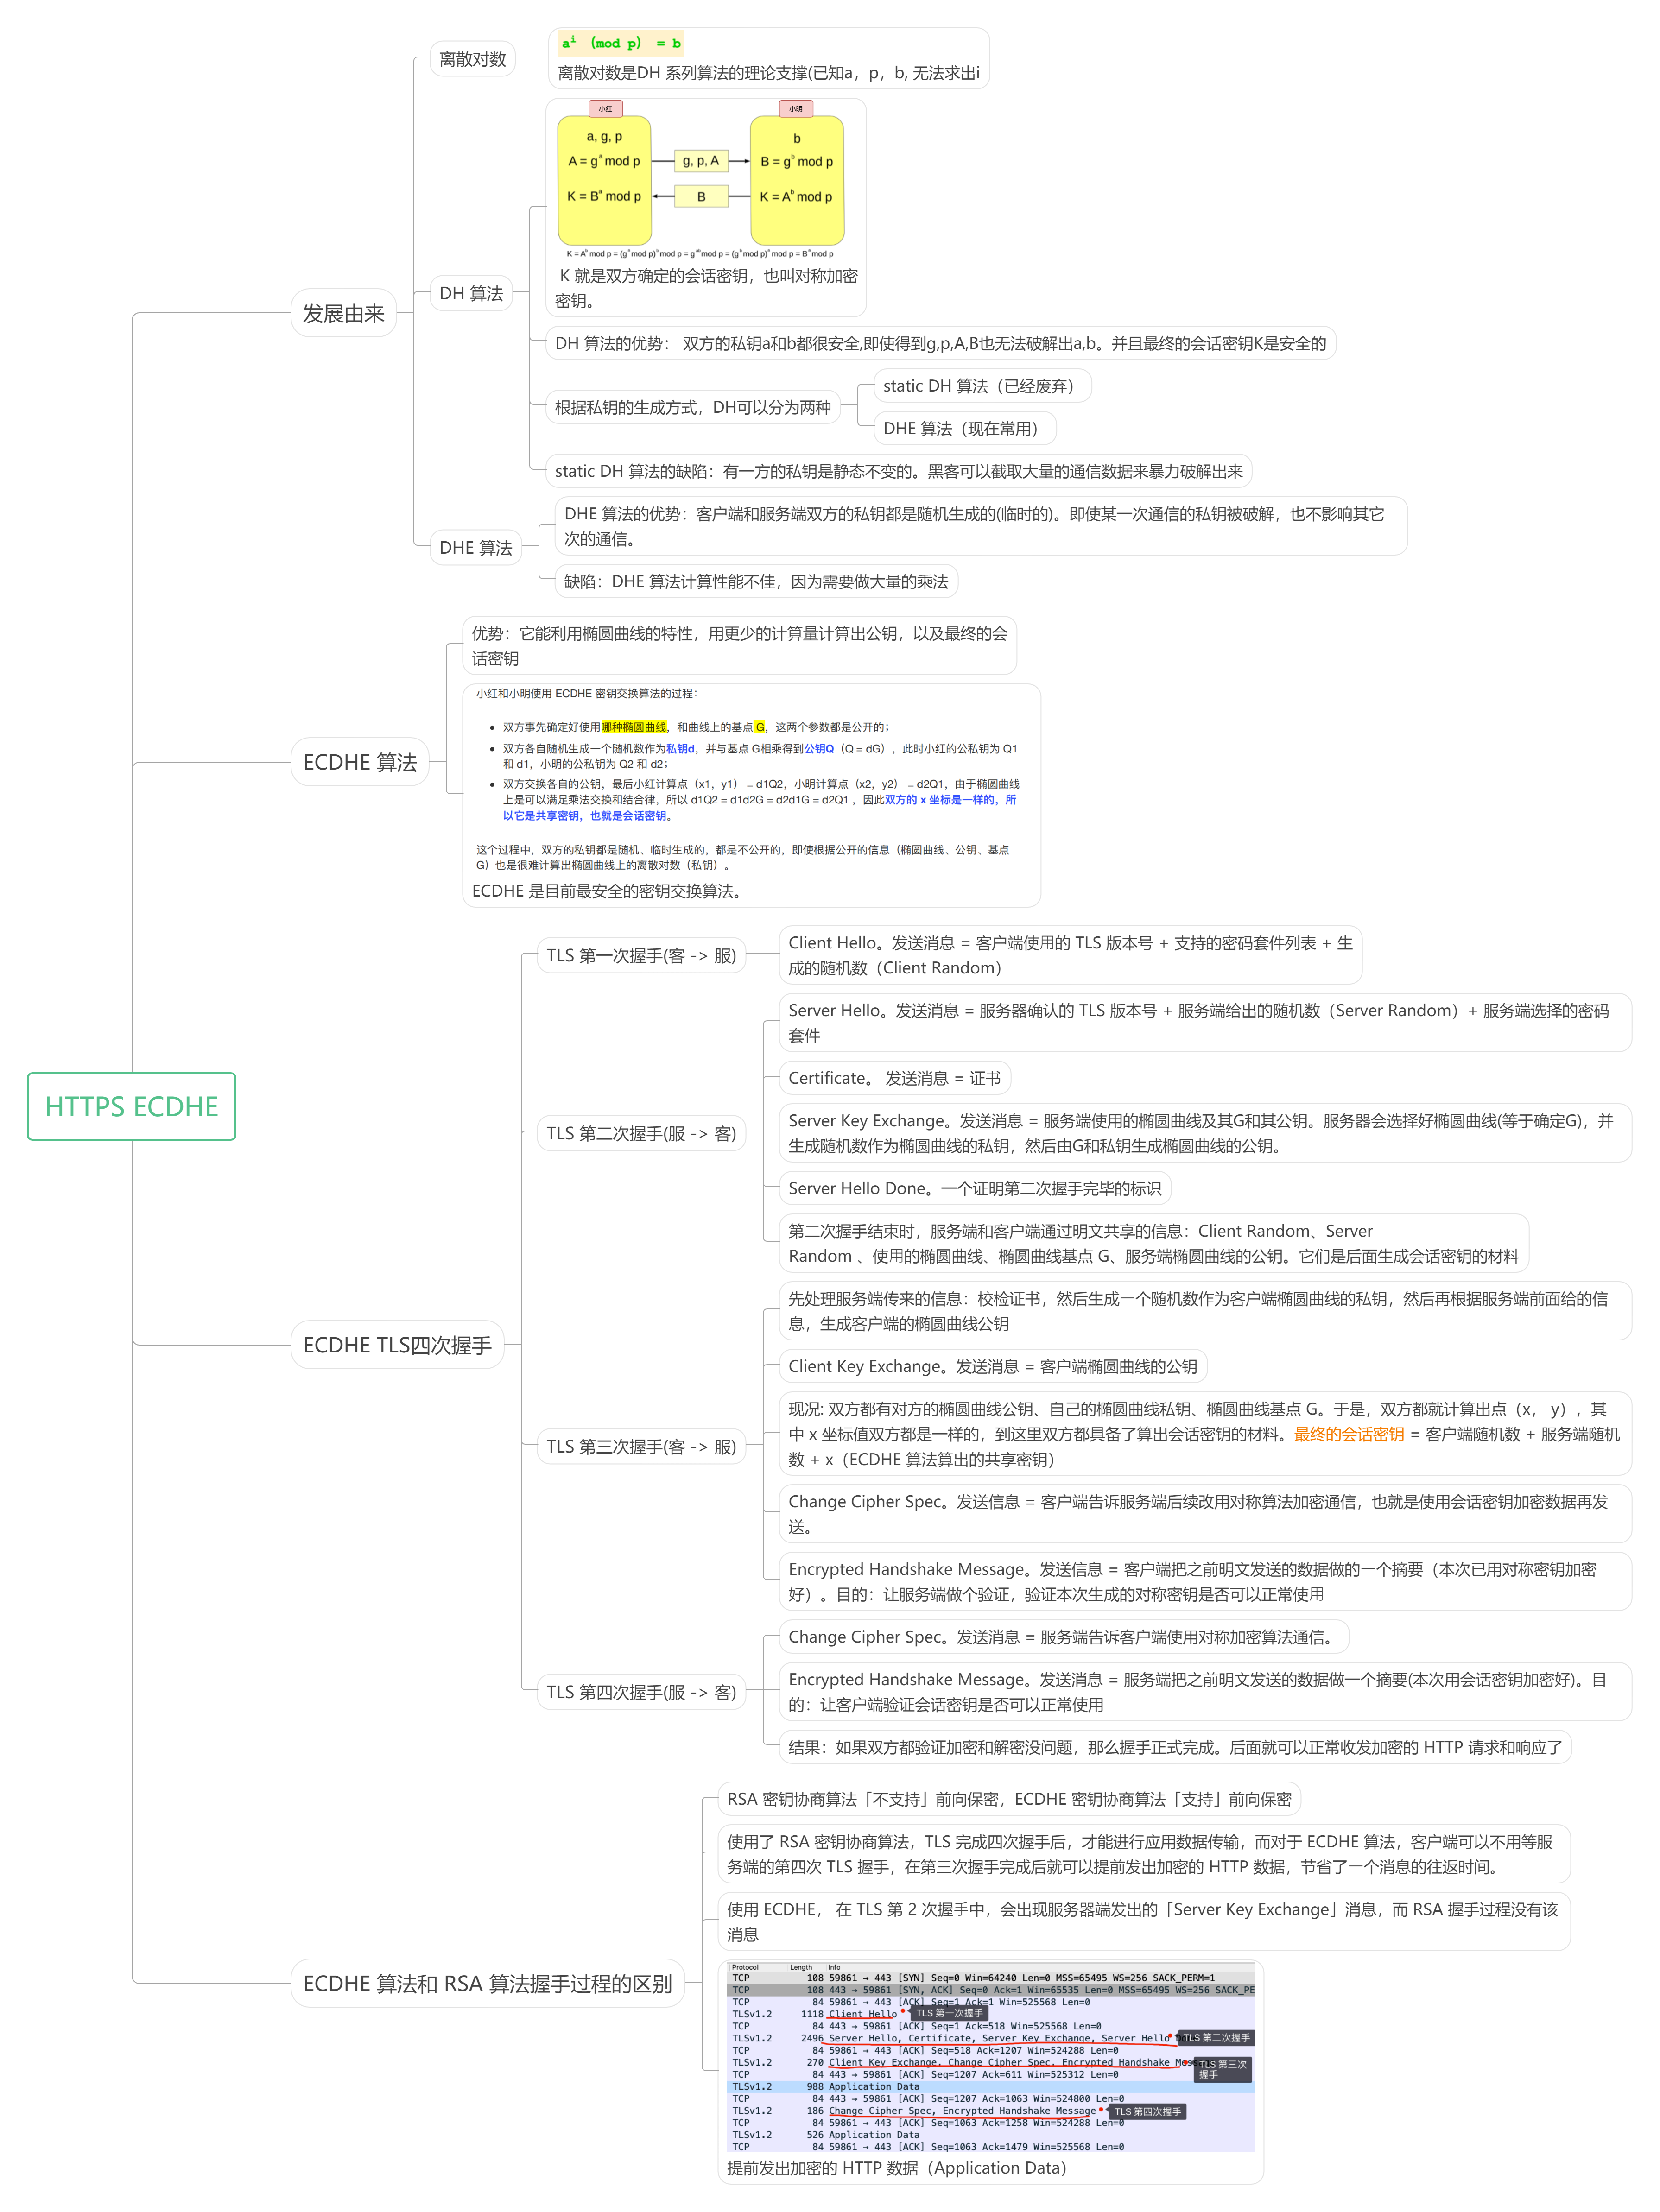 HTTPS ECDHE
发展由来
离散对数
aⁱ （mod p） = b
离散对数是DH 系列算法的理论支撑(已知a，p，b, 无法求出i
DH 算法
小红
小明
a, g, p
A = gᵃ mod p
K = Bᵃ mod p
g, p, A
B
b
B = gᵇ mod p
K = Aᵇ mod p
K = Aᵇ mod p = (gᵃ mod p)ᵇ mod p = gᵃᵇ mod p = (gᵇ mod p)ᵃ mod p = Bᵃ mod p
K 就是双方确定的会话密钥，也叫对称加密
密钥。
DH 算法的优势： 双方的私钥a和b都很安全,即使得到g,p,A,B也无法破解出a,b。并且最终的会话密钥K是安全的
根据私钥的生成方式，DH可以分为两种
static DH 算法（已经废弃）
DHE 算法（现在常用）
static DH 算法的缺陷：有一方的私钥是静态不变的。黑客可以截取大量的通信数据来暴力破解出来
DHE 算法
DHE 算法的优势：客户端和服务端双方的私钥都是随机生成的(临时的)。即使某一次通信的私钥被破解，也不影响其它
次的通信。
缺陷：DHE 算法计算性能不佳，因为需要做大量的乘法
ECDHE 算法
优势：它能利用椭圆曲线的特性，用更少的计算量计算出公钥，以及最终的会
话密钥
小红和小明使用 ECDHE 密钥交换算法的过程：
• 双方事先确定好使用哪种椭圆曲线，和曲线上的基点 G，这两个参数都是公开的；
• 双方各自随机生成一个随机数作为私钥d，并与基点 G相乘得到公钥Q（Q = dG），此时小红的公私钥为 Q1
和 d1，小明的公私钥为 Q2 和 d2；
• 双方交换各自的公钥，最后小红计算点（x1，y1） = d1Q2，小明计算点（x2，y2） = d2Q1，由于椭圆曲线
上是可以满足乘法交换和结合律，所以 d1Q2 = d1d2G = d2d1G = d2Q1 ，因此双方的 x 坐标是一样的，所
以它是共享密钥，也就是会话密钥。
这个过程中，双方的私钥都是随机、临时生成的，都是不公开的，即使根据公开的信息（椭圆曲线、公钥、基点
G）也是很难计算出椭圆曲线上的离散对数（私钥）。
ECDHE 是目前最安全的密钥交换算法。
ECDHE TLS四次握手
TLS 第一次握手(客 -> 服)
Client Hello。发送消息 = 客户端使用的 TLS 版本号 + 支持的密码套件列表 + 生
成的随机数（Client Random）
TLS 第二次握手(服 -> 客)
Server Hello。发送消息 = 服务器确认的 TLS 版本号 + 服务端给出的随机数（Server Random）+ 服务端选择的密码
套件
Certificate。 发送消息 = 证书
Server Key Exchange。发送消息 = 服务端使用的椭圆曲线及其G和其公钥。服务器会选择好椭圆曲线(等于确定G)，并
生成随机数作为椭圆曲线的私钥，然后由G和私钥生成椭圆曲线的公钥。
Server Hello Done。一个证明第二次握手完毕的标识
第二次握手结束时，服务端和客户端通过明文共享的信息：Client Random、Server
Random 、使用的椭圆曲线、椭圆曲线基点 G、服务端椭圆曲线的公钥。它们是后面生成会话密钥的材料
TLS 第三次握手(客 -> 服)
先处理服务端传来的信息：校检证书，然后生成一个随机数作为客户端椭圆曲线的私钥，然后再根据服务端前面给的信
息，生成客户端的椭圆曲线公钥
Client Key Exchange。发送消息 = 客户端椭圆曲线的公钥
现况: 双方都有对方的椭圆曲线公钥、自己的椭圆曲线私钥、椭圆曲线基点 G。于是，双方都就计算出点（x， y），其
中 x 坐标值双方都是一样的，到这里双方都具备了算出会话密钥的材料。最终的会话密钥 = 客户端随机数 + 服务端随机
数 + x（ECDHE 算法算出的共享密钥）
Change Cipher Spec。发送信息 = 客户端告诉服务端后续改用对称算法加密通信，也就是使用会话密钥加密数据再发
送。
Encrypted Handshake Message。发送信息 = 客户端把之前明文发送的数据做的一个摘要（本次已用对称密钥加密
好）。目的：让服务端做个验证，验证本次生成的对称密钥是否可以正常使用
TLS 第四次握手(服 -> 客)
Change Cipher Spec。发送消息 = 服务端告诉客户端使用对称加密算法通信。
Encrypted Handshake Message。发送消息 = 服务端把之前明文发送的数据做一个摘要(本次用会话密钥加密好)。目
的：让客户端验证会话密钥是否可以正常使用
结果：如果双方都验证加密和解密没问题，那么握手正式完成。后面就可以正常收发加密的 HTTP 请求和响应了
ECDHE 算法和 RSA 算法握手过程的区别
RSA 密钥协商算法「不支持」前向保密，ECDHE 密钥协商算法「支持」前向保密
使用了 RSA 密钥协商算法，TLS 完成四次握手后，才能进行应用数据传输，而对于 ECDHE 算法，客户端可以不用等服
务端的第四次 TLS 握手，在第三次握手完成后就可以提前发出加密的 HTTP 数据，节省了一个消息的往返时间。
使用 ECDHE， 在 TLS 第 2 次握手中，会出现服务器端发出的「Server Key Exchange」消息，而 RSA 握手过程没有该
消息
Protocol Length Info
TCP 108 59861 → 443 [SYN] Seq=0 Win=64240 Len=0 MSS=65495 WS=256 SACK_PERM=1
TCP 108 443 → 59861 [SYN, ACK] Seq=0 Ack=1 Win=65535 Len=0 MSS=65495 WS=256 SACK_PE
TCP 84 59861 → 443 [ACK] Seq=1 Ack=1 Win=525568 Len=0
TLSv1.2 1118 Client Hello TLS 第一次握手
TCP 84 443 → 59861 [ACK] Seq=1 Ack=518 Win=525568 Len=0
TLSv1.2 2496 Server Hello, Certificate, Server Key Exchange, Server Hello TLS 第二次握手
TCP 84 59861 → 443 [ACK] Seq=518 Ack=1207 Win=524288 Len=0
TLSv1.2 270 Client Key Exchange, Change Cipher Spec, Encrypted Handshake TLS 第三次
握手
TCP 84 443 → 59861 [ACK] Seq=1207 Ack=611 Win=525312 Len=0
TLSv1.2 988 Application Data
TCP 84 443 → 59861 [ACK] Seq=1207 Ack=1063 Win=524800 Len=0
TLSv1.2 186 Change Cipher Spec, Encrypted Handshake Message TLS 第四次握手
TCP 84 59861 → 443 [ACK] Seq=1063 Ack=1258 Win=524288 Len=0
TLSv1.2 526 Application Data
TCP 84 59861 → 443 [ACK] Seq=1063 Ack=1479 Win=525568 Len=0
提前发出加密的 HTTP 数据（Application Data）